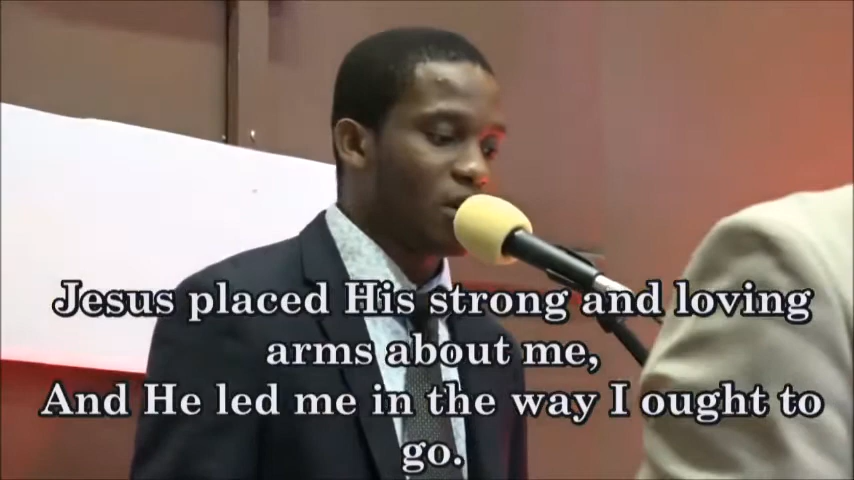 Jesus placed His strong and loving
arms about me,
And He led me in the way I ought to
go.